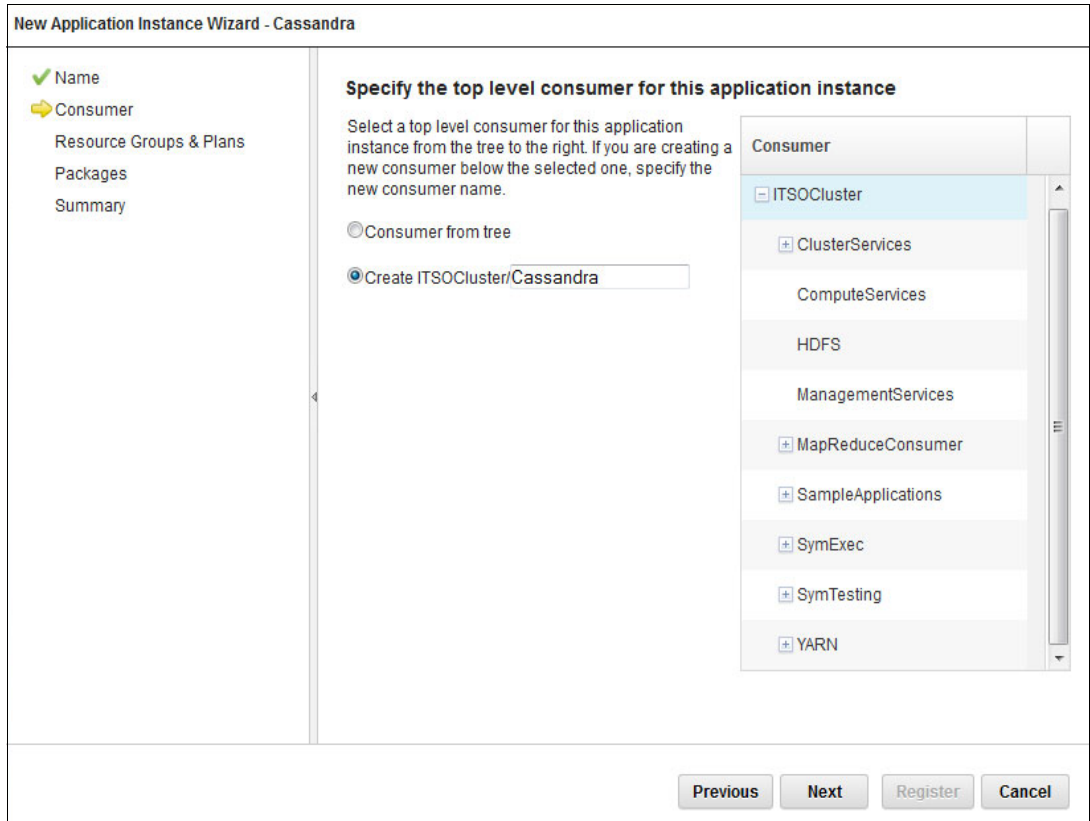 New Application Instance Wizard - Cassandra
Name
Consumer
Resource Groups & Plans
Packages
Summary
Specify the top level consumer for this application instance
Select a top level consumer for this application
instance from the tree to the right. If you are creating a
new consumer below the selected one, specify the
new consumer name.
Consumer from tree
Create ITSOCluster/Cassandra
Consumer
ITSOCluster
ClusterServices
ComputeServices
HDFS
ManagementServices
MapReduceConsumer
SampleApplications
SymExec
SymTesting
YARN
Previous
Next
Register
Cancel